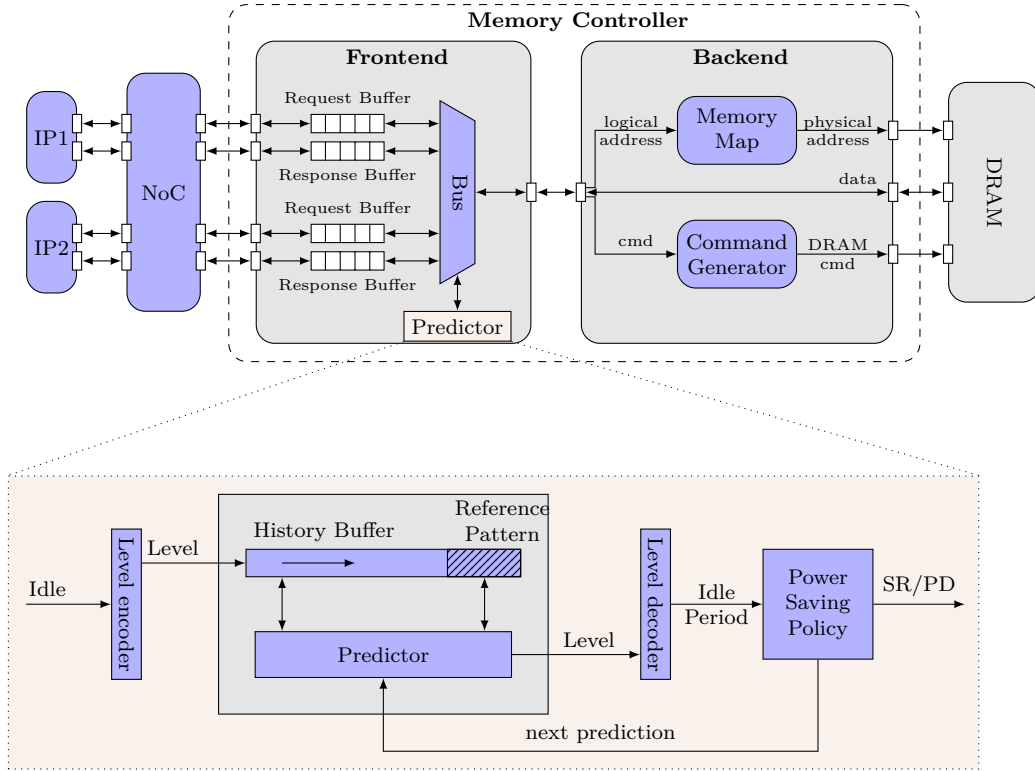 Memory Controller
Frontend
Backend
IP1
IP2
NoC
Request Buffer
Response Buffer
Request Buffer
Response Buffer
Bus
Predictor
logical
address
Memory
Map
physical
address
data
cmd
Command
Generator
DRAM
cmd
DRAM
Idle
Level encoder
Level
History Buffer
Reference
Pattern
Predictor
Level
Level decoder
Idle
Period
Power
Saving
Policy
SR/PD
next prediction